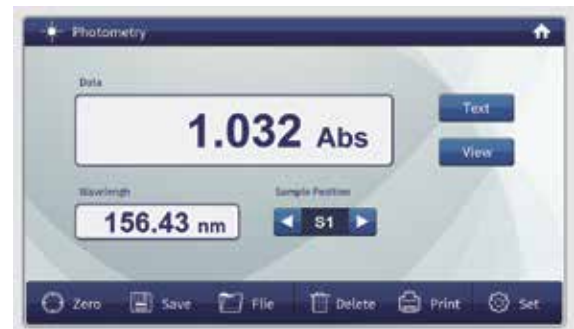 Photometry
Data
1.032 Abs
Text
View
Wavelengh
Sample Position
156.43 nm
S1
Zero Save File Delete Print Set